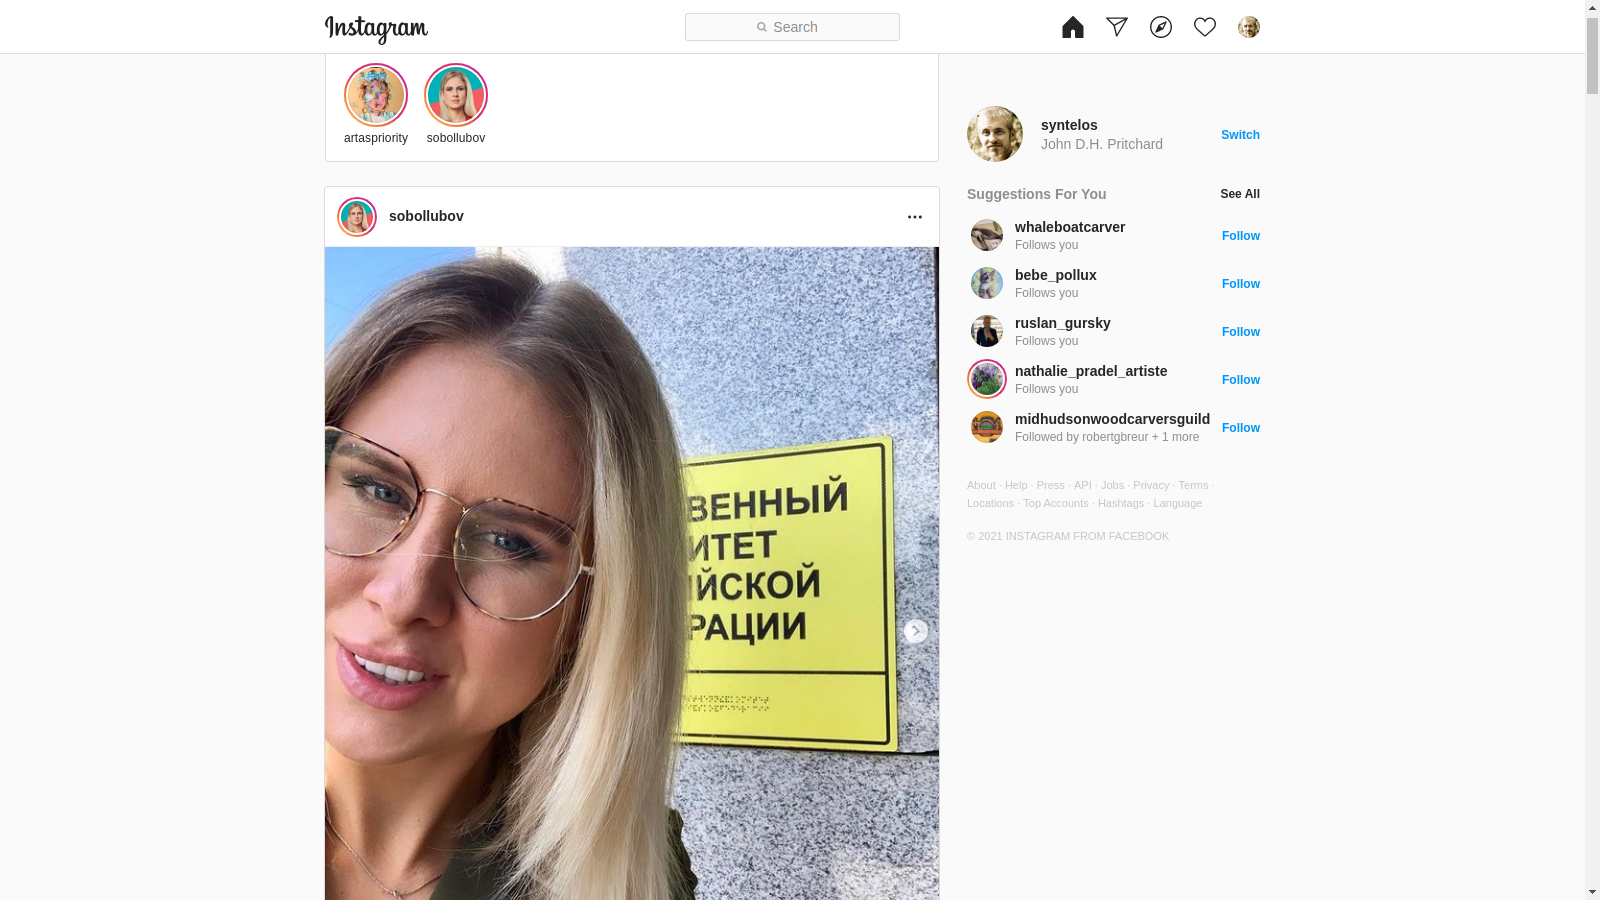 Instagram
Search
artaspriority
sobollubov
sobollubov
ВЕННЫЙ
ИТЕТ
ЙСКОЙ
РАЦИИ
syntelos
John D.H. Pritchard
Switch
Suggestions For You
See All
whaleboatcarver
Follows you
Follow
bebe_pollux
Follows you
Follow
ruslan_gursky
Follows you
Follow
nathalie_pradel_artiste
Follows you
Follow
midhudsonwoodcarversguild
Followed by robertgbreur + 1 more
Follow
About · Help · Press · API · Jobs · Privacy · Terms ·
Locations · Top Accounts · Hashtags · Language
© 2021 INSTAGRAM FROM FACEBOOK